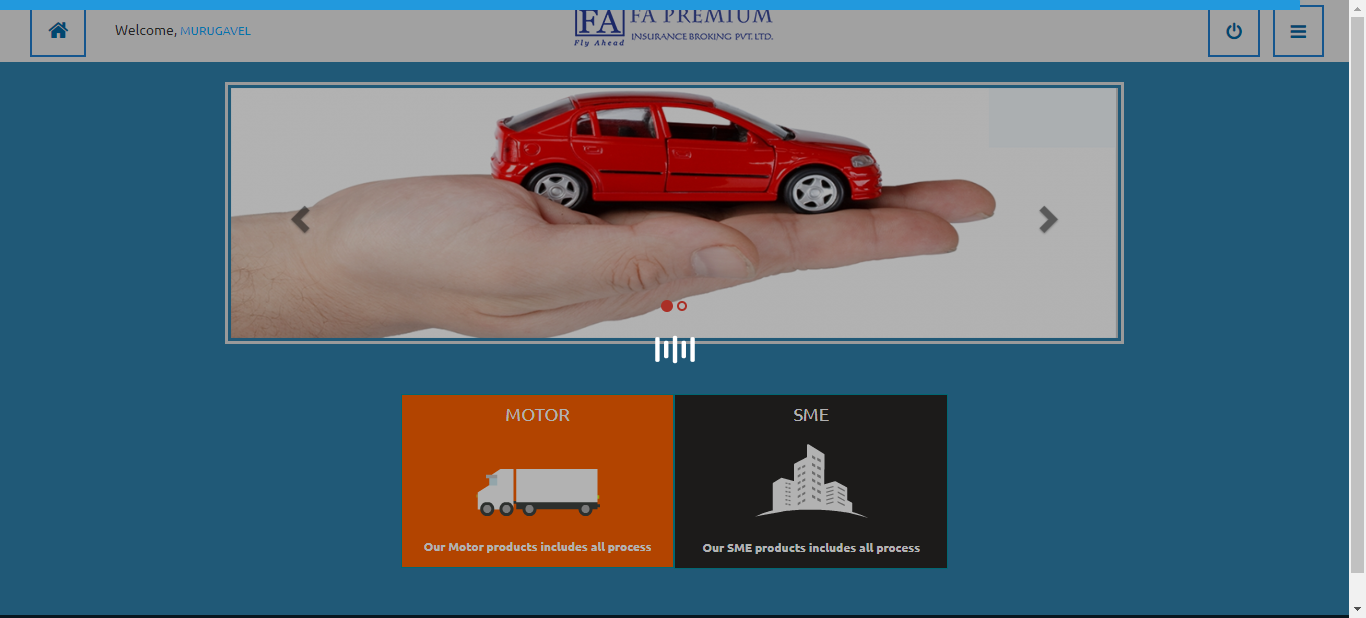 Welcome, MURUGAVEL
FA
Fly Ahead
FA PREMIUM
INSURANCE BROKING PVT. LTD.
MOTOR
SME
Our Motor products includes all process
Our SME products includes all process